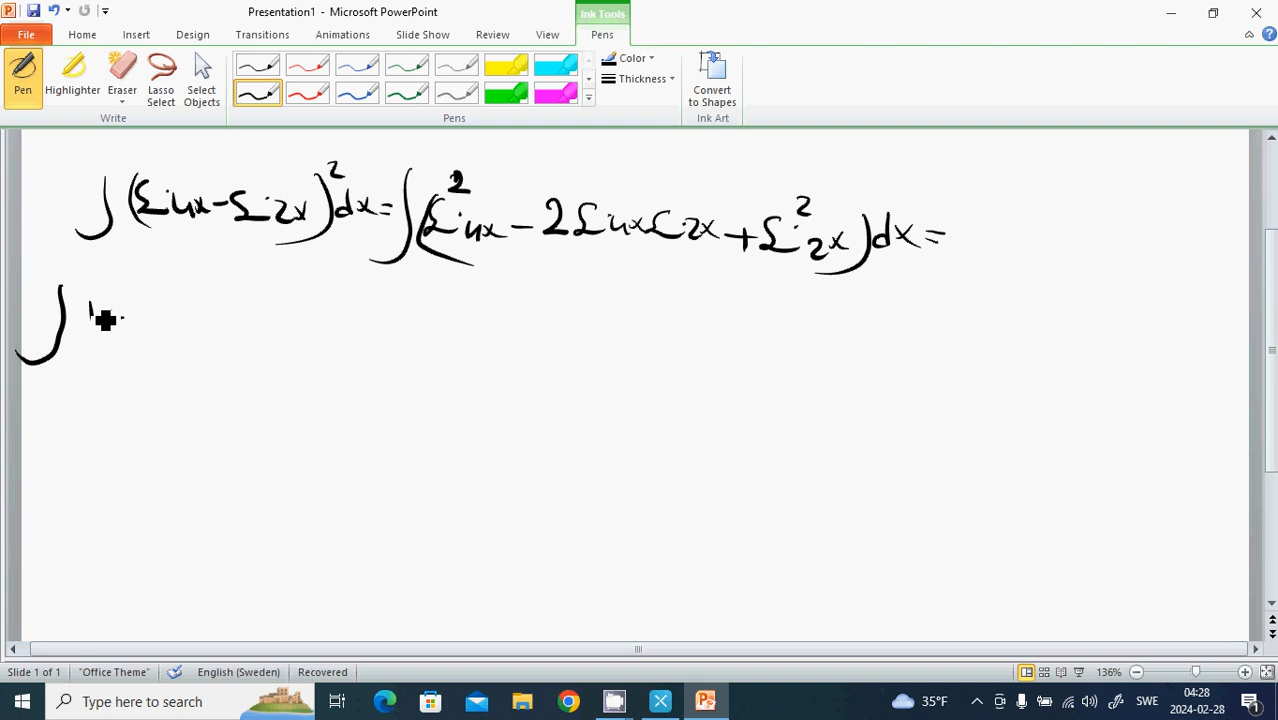 Presentation1 - Microsoft PowerPoint
Ink Tools
File Home Insert Design Transitions Animations Slide Show Review View Pens
Pen Highlighter Eraser Lasso Select Select Objects
Color
Thickness
Convert to Shapes
Write Pens Ink Art
∫(Sin4x-Sin2x)²dx=∫(Sin²4x-2Sin4xSin2x+Sin²2x)dx=
∫ 1-
Slide 1 of 1 "Office Theme" English (Sweden) Recovered 136%
Type here to search 35°F SWE 04:28
2024-02-28